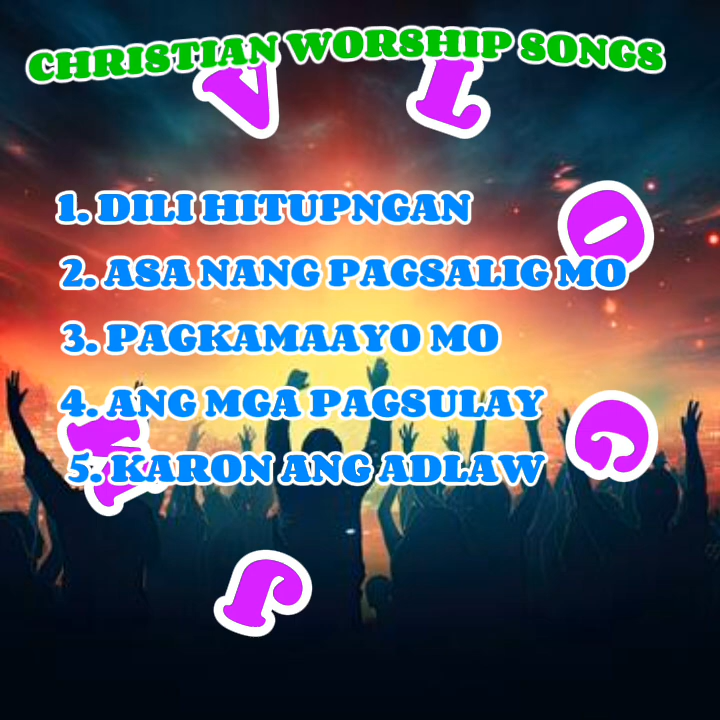 CHRISTIAN WORSHIP SONGS
V L O
1. DILI HITUPNGAN
2. ASA NANG PAGSALIG MO
3. PAGKAMAAYO MO
4. ANG MGA PAGSULAY
5. KARON ANG ADLAW
J